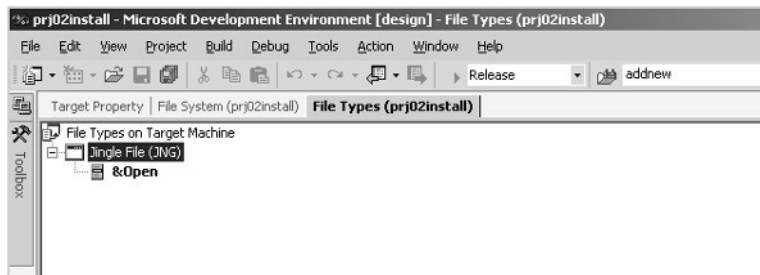 prj02install - Microsoft Development Environment [design] - File Types (prj02install)
File Edit View Project Build Debug Tools Action Window Help
Release addnew
Target Property | File System (prj02install) File Types (prj02install)
File Types on Target Machine
Jingle File (JNG)
&Open
Toolbox